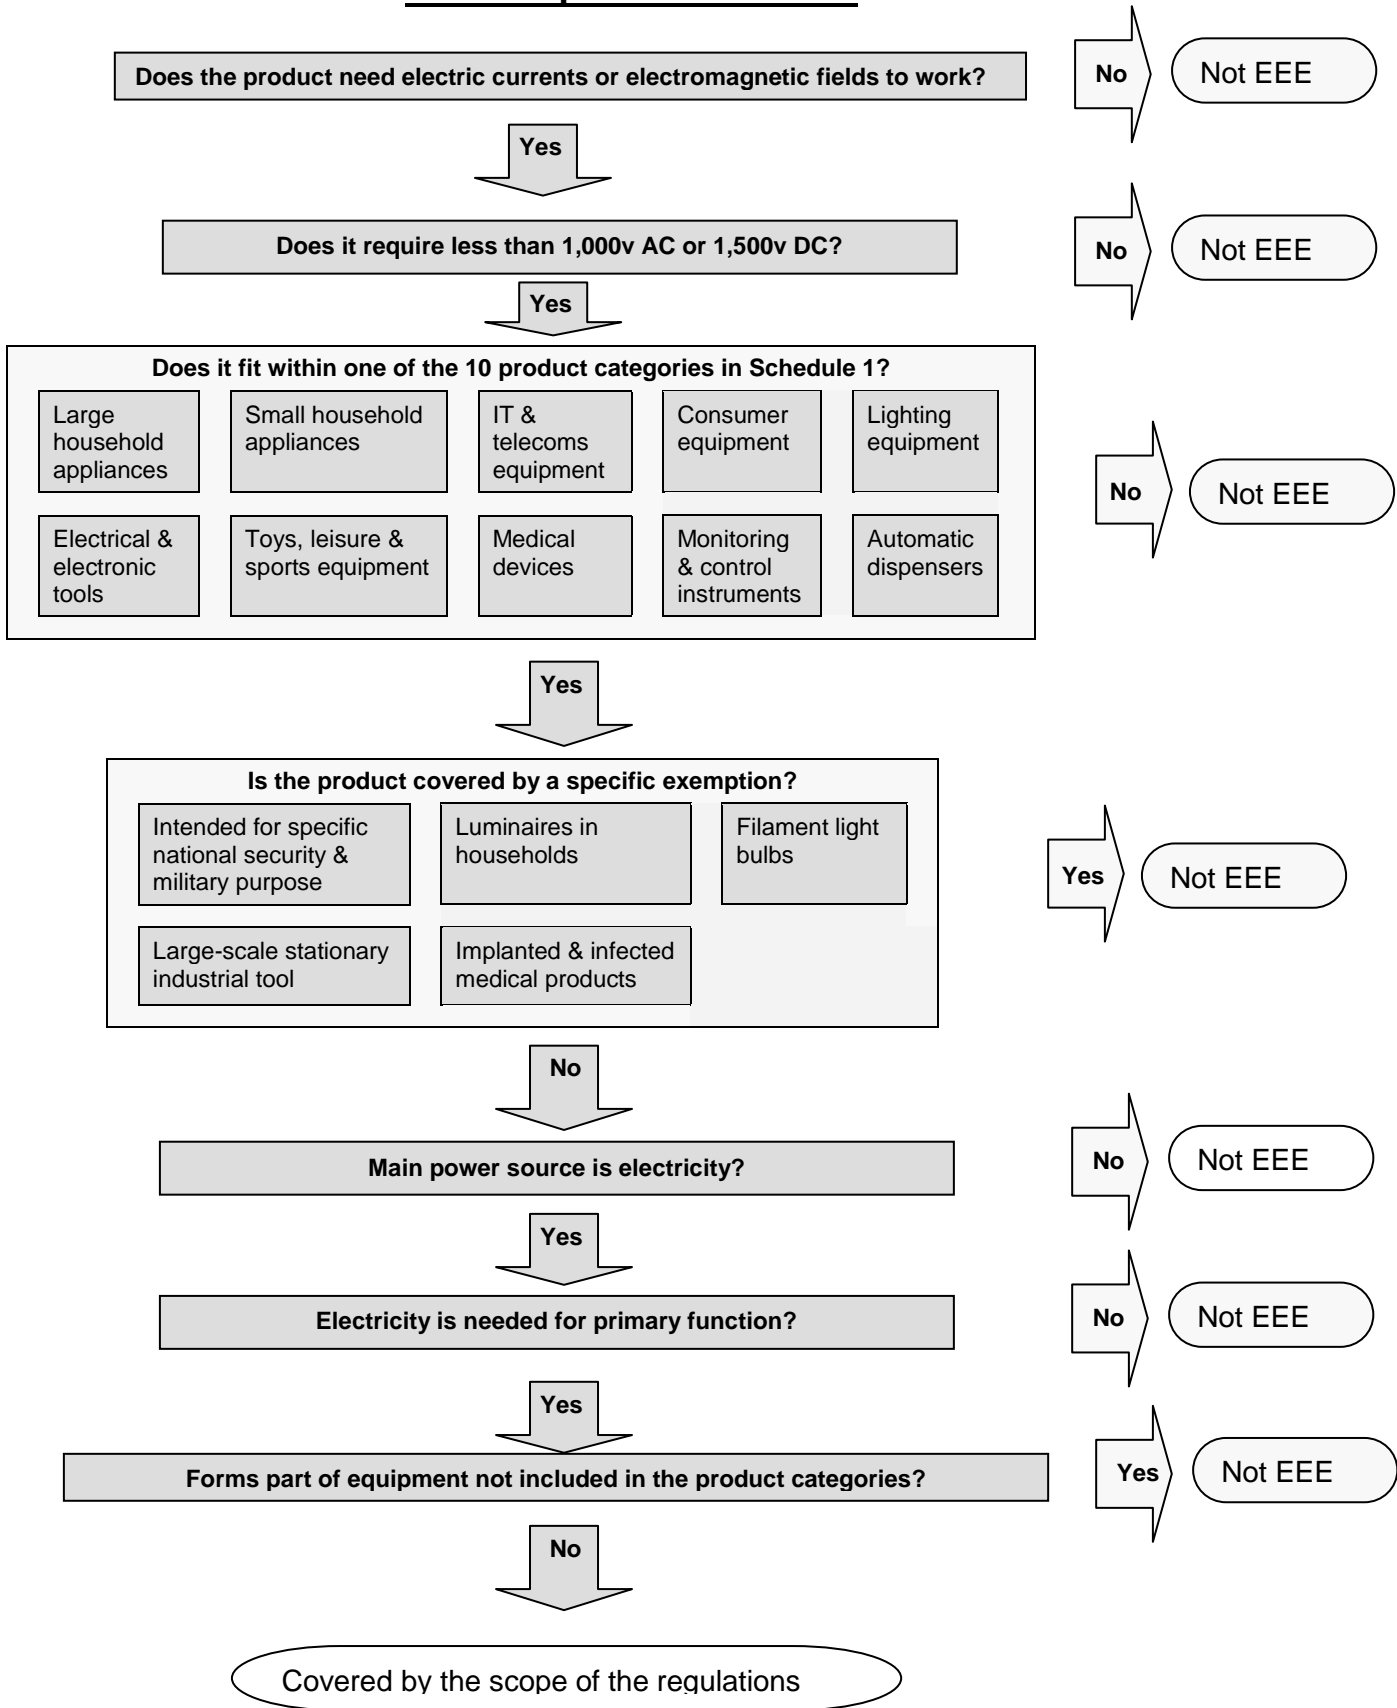 Does the product need electric currents or electromagnetic fields to work?
No
Not EEE
Yes
Does it require less than 1,000v AC or 1,500v DC?
No
Not EEE
Yes
Does it fit within one of the 10 product categories in Schedule 1?
Large
household
appliances
Small household
appliances
IT &
telecoms
equipment
Consumer
equipment
Lighting
equipment
No
Not EEE
Electrical &
electronic
tools
Toys, leisure &
sports equipment
Medical
devices
Monitoring
& control
instruments
Automatic
dispensers
Yes
Is the product covered by a specific exemption?
Intended for specific
national security &
military purpose
Luminaires in
households
Filament light
bulbs
Yes
Not EEE
Large-scale stationary
industrial tool
Implanted & infected
medical products
No
Main power source is electricity?
No
Not EEE
Yes
Electricity is needed for primary function?
No
Not EEE
Yes
Forms part of equipment not included in the product categories?
Yes
Not EEE
No
Covered by the scope of the regulations